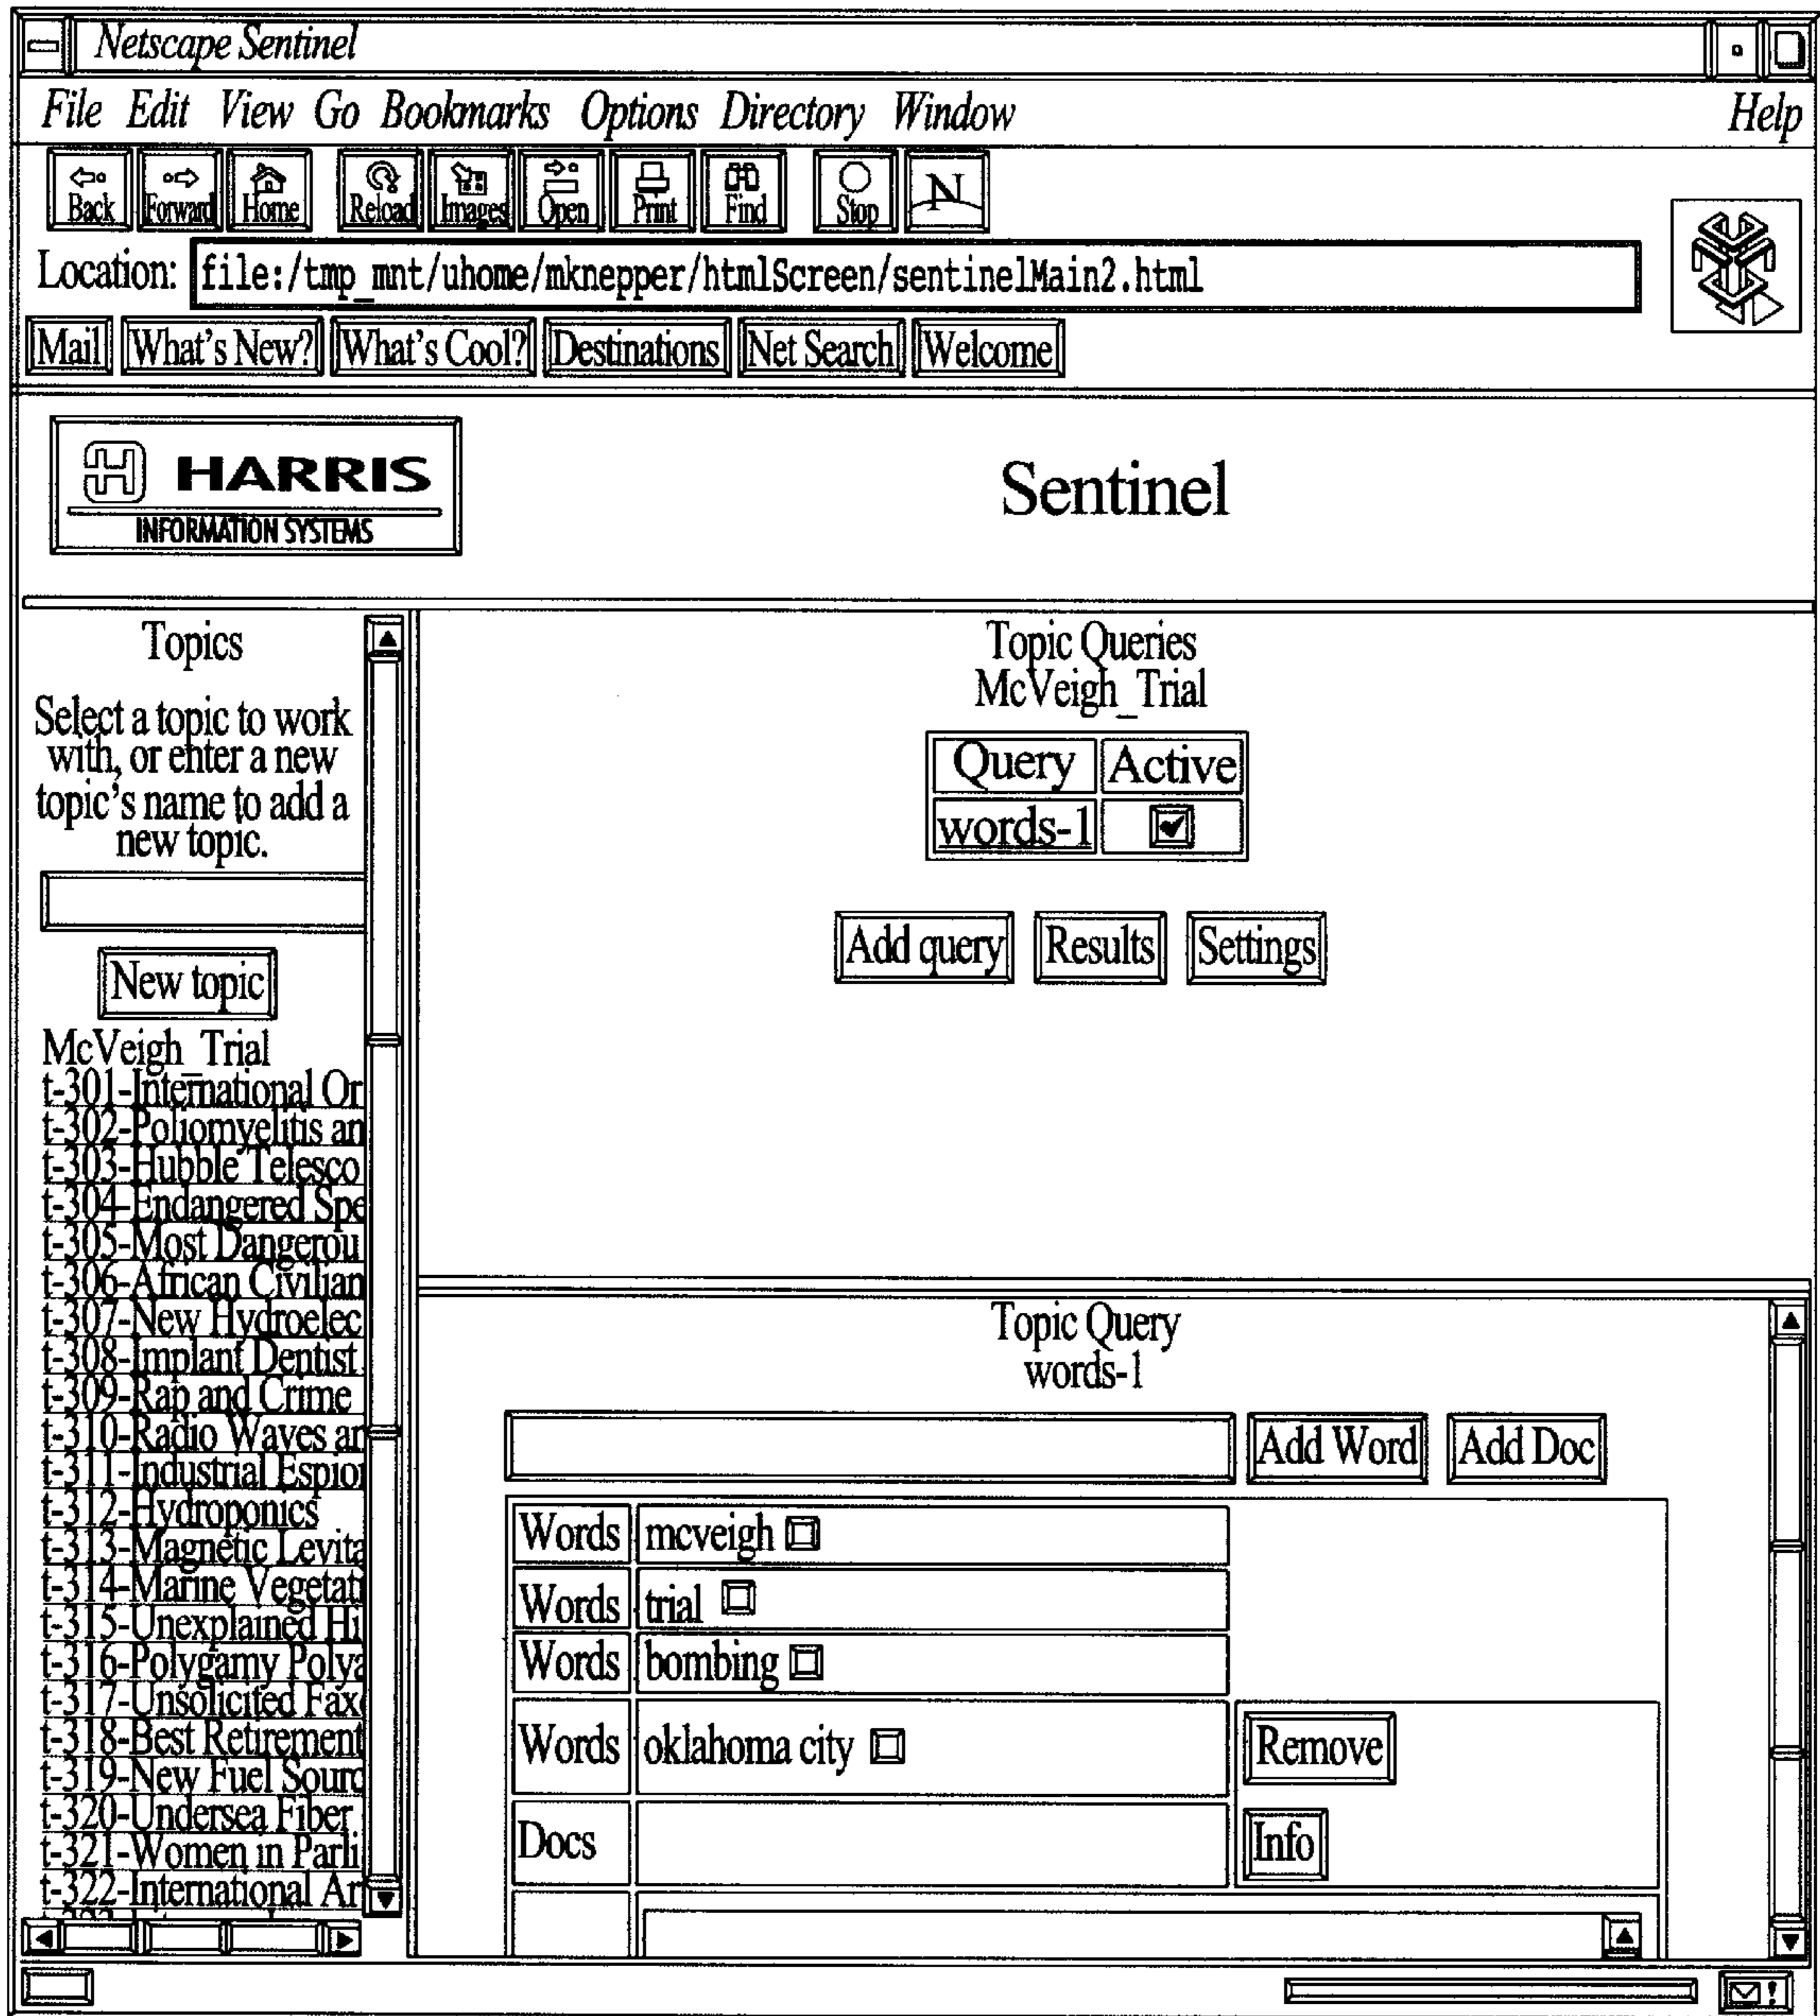 Netscape Sentinel
File Edit View Go Bookmarks Options Directory Window Help
Back Forward Home Reload Images Open Print Find Stop N
Location: file:/tmp_mnt/uhome/mknepper/htmlScreen/sentinelMain2.html
Mail What's New? What's Cool? Destinations Net Search Welcome
HARRIS
INFORMATION SYSTEMS
Sentinel
Topics
Select a topic to work
with, or enter a new
topic's name to add a
new topic.
New topic
McVeigh_Trial
t-301-International Or
t-302-Poliomyelitis an
t-303-Hubble Telesco
t-304-Endangered Spe
t-305-Most Dangerou
t-306-African Civilian
t-307-New Hydroelec
t-308-Implant Dentist
t-309-Rap and Crime
t-310-Radio Waves an
t-311-Industrial Espion
t-312-Hydroponics
t-313-Magnetic Levita
t-314-Marine Vegetati
t-315-Unexplained Hi
t-316-Polygamy Polya
t-317-Unsolicited Faxe
t-318-Best Retirement
t-319-New Fuel Sourc
t-320-Undersea Fiber
t-321-Women in Parli
t-322-International Ar
Topic Queries
McVeigh_Trial
Query Active
words-1
Add query Results Settings
Topic Query
words-1
Add Word Add Doc
Words mcveigh
Words trial
Words bombing
Words oklahoma city Remove
Docs Info